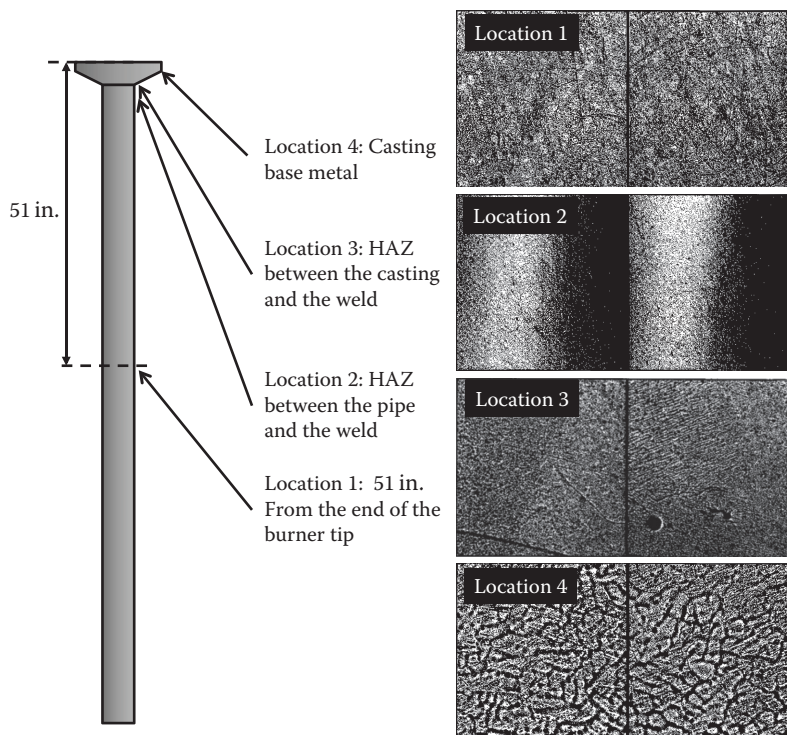 51 in.
Location 4: Casting
base metal
Location 3: HAZ
between the casting
and the weld
Location 2: HAZ
between the pipe
and the weld
Location 1: 51 in.
From the end of the
burner tip
Location 1
Location 2
Location 3
Location 4